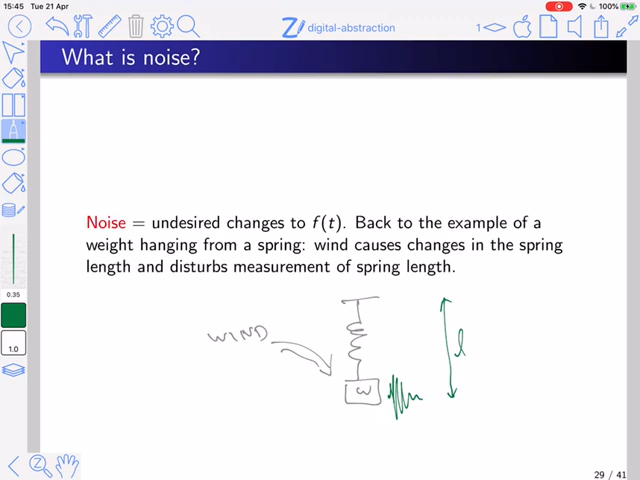 15:45 Tue 21 Apr
100%
digital-abstraction
1
What is noise?
Noise = undesired changes to f(t). Back to the example of a
weight hanging from a spring: wind causes changes in the spring
length and disturbs measurement of spring length.
0.35
1.0
WIND
l
W
29 / 41